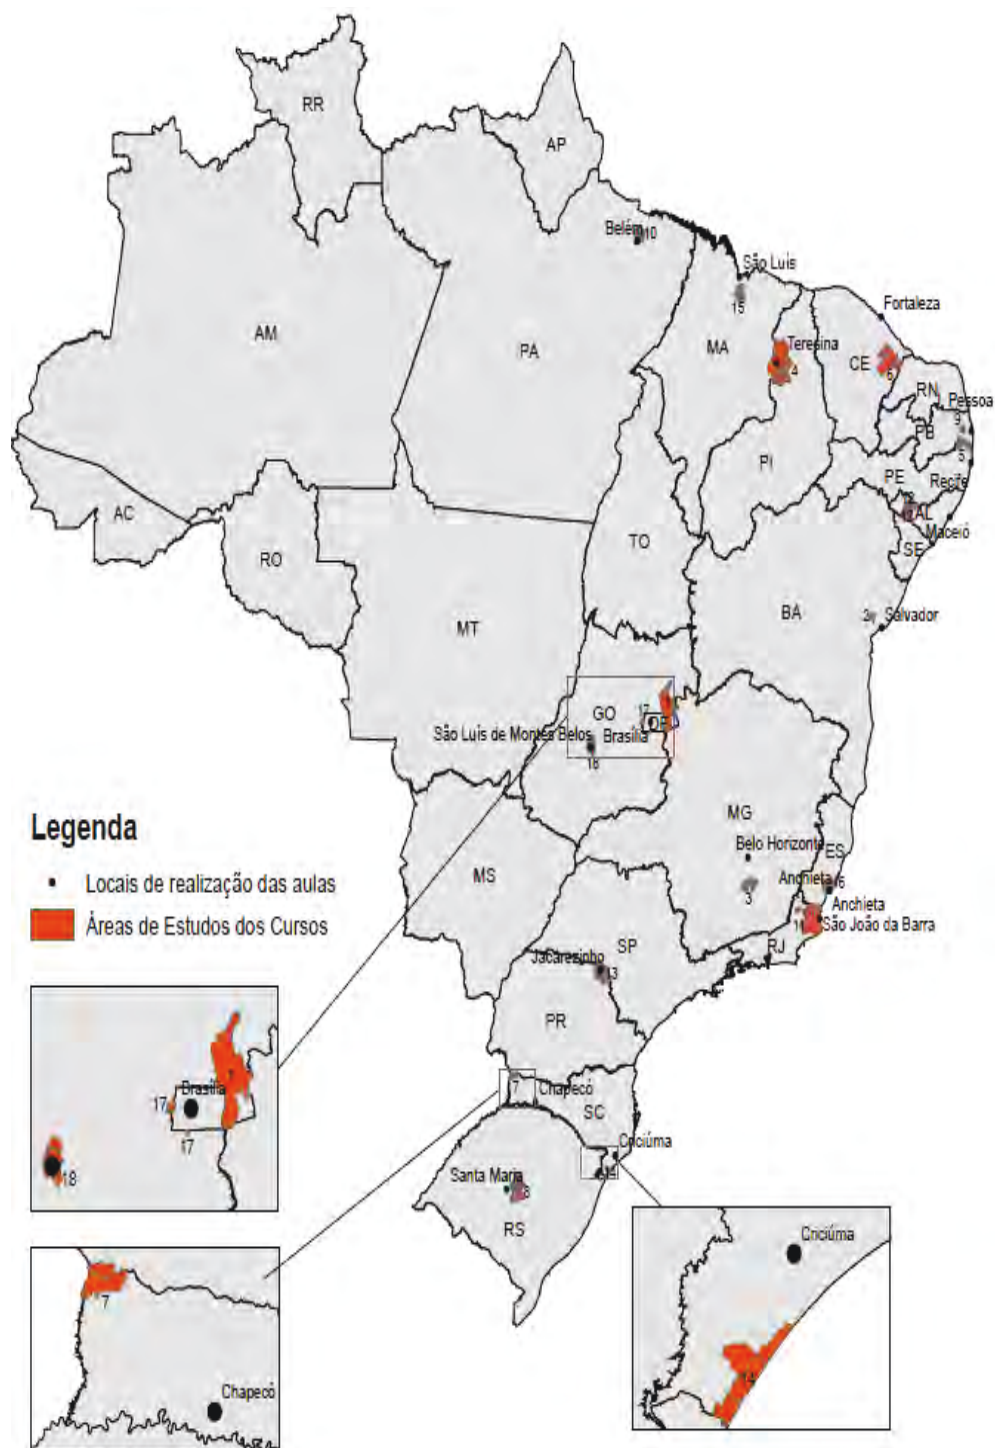 RR
AP
Belém
10
São Luis
15
Fortaleza
AM
PA
MA
Teresina
4
CE
6
RN
Pessoa
9
PB
5
PI
PE
Recife
12
AL
Maceió
SE
AC
RO
TO
MT
BA
2
Salvador
GO
17
DF
São Luís de Montes Belos
Brasília
18
MG
Belo Horizonte
ES
3
Anchieta
Anchieta
São João da Barra
RJ
MS
SP
Jacarezinho
13
PR
7
Chapecó
SC
Criciúma
Santa Maria
8
RS
Legenda
Locais de realização das aulas
Áreas de Estudos dos Cursos
1
Brasília
17
17
18
7
Chapecó
Criciúma
14